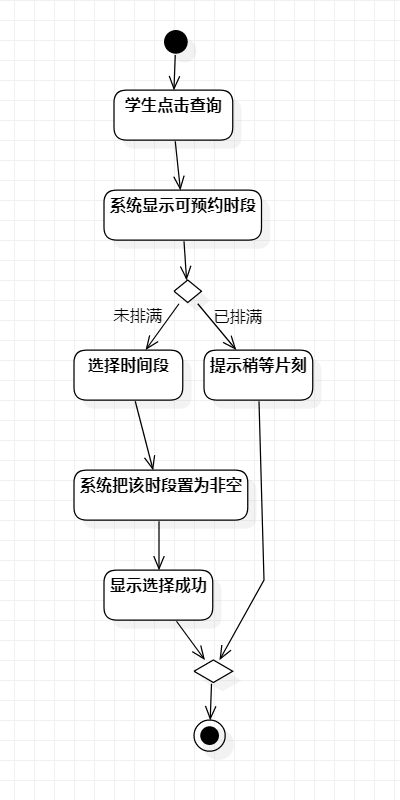 学生点击查询
系统显示可预约时段
未排满
已排满
选择时间段
提示稍等片刻
系统把该时段置为非空
显示选择成功